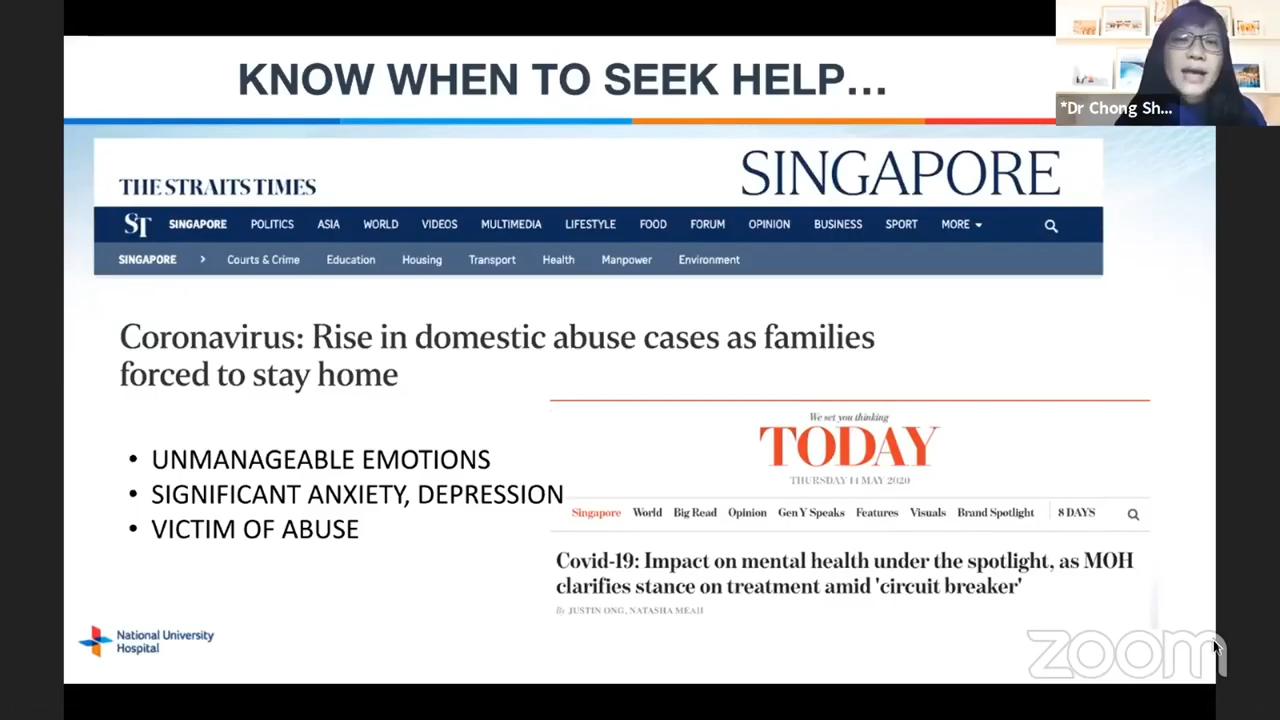 KNOW WHEN TO SEEK HELP...
*Dr Chong Sh...
THE STRAITS TIMES
SINGAPORE
ST SINGAPORE POLITICS ASIA WORLD VIDEOS MULTIMEDIA LIFESTYLE FOOD FORUM OPINION BUSINESS SPORT MORE
SINGAPORE > Courts & Crime Education Housing Transport Health Manpower Environment
Coronavirus: Rise in domestic abuse cases as families
forced to stay home
• UNMANAGEABLE EMOTIONS
• SIGNIFICANT ANXIETY, DEPRESSION
• VICTIM OF ABUSE
We set you thinking
TODAY
THURSDAY 14 MAY 2020
Singapore World Big Read Opinion Gen Y Speaks Features Visuals Brand Spotlight 8 DAYS
Covid-19: Impact on mental health under the spotlight, as MOH
clarifies stance on treatment amid 'circuit breaker'
By JUSTIN ONG, NATASHA MEAH
National University
Hospital
zoom